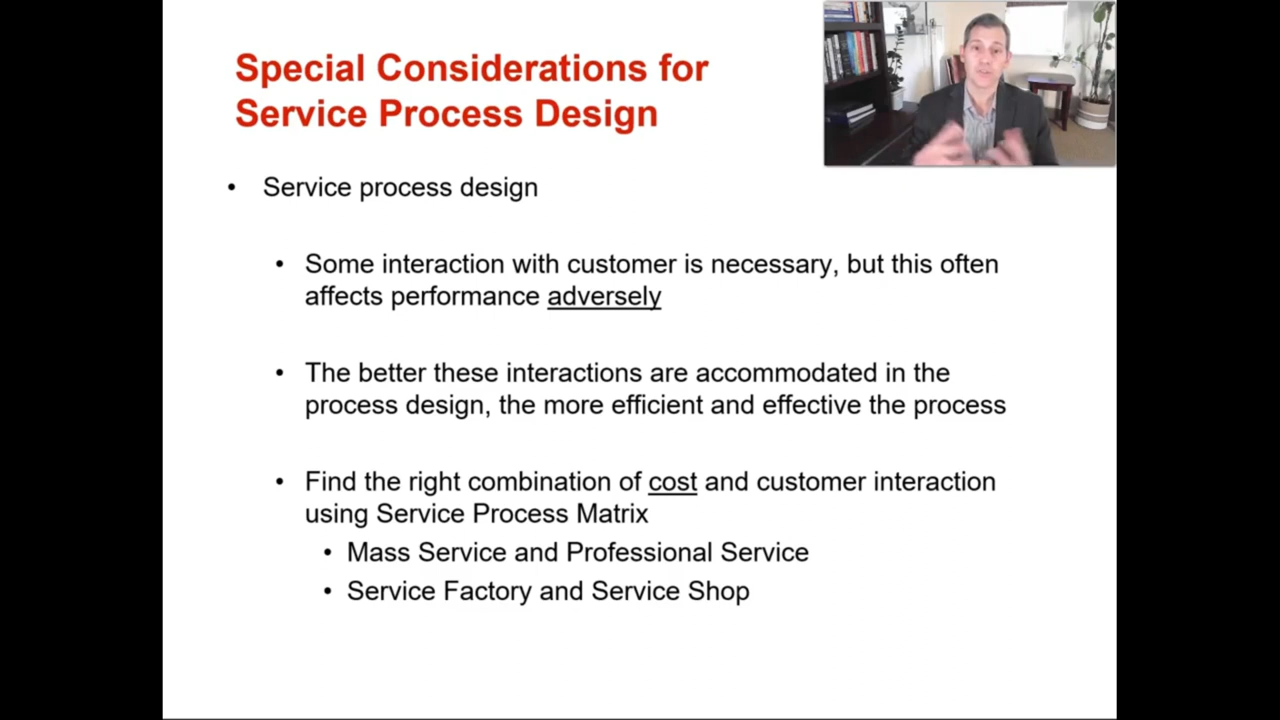 Special Considerations for
Service Process Design
• Service process design
• Some interaction with customer is necessary, but this often
affects performance adversely
• The better these interactions are accommodated in the
process design, the more efficient and effective the process
• Find the right combination of cost and customer interaction
using Service Process Matrix
• Mass Service and Professional Service
• Service Factory and Service Shop